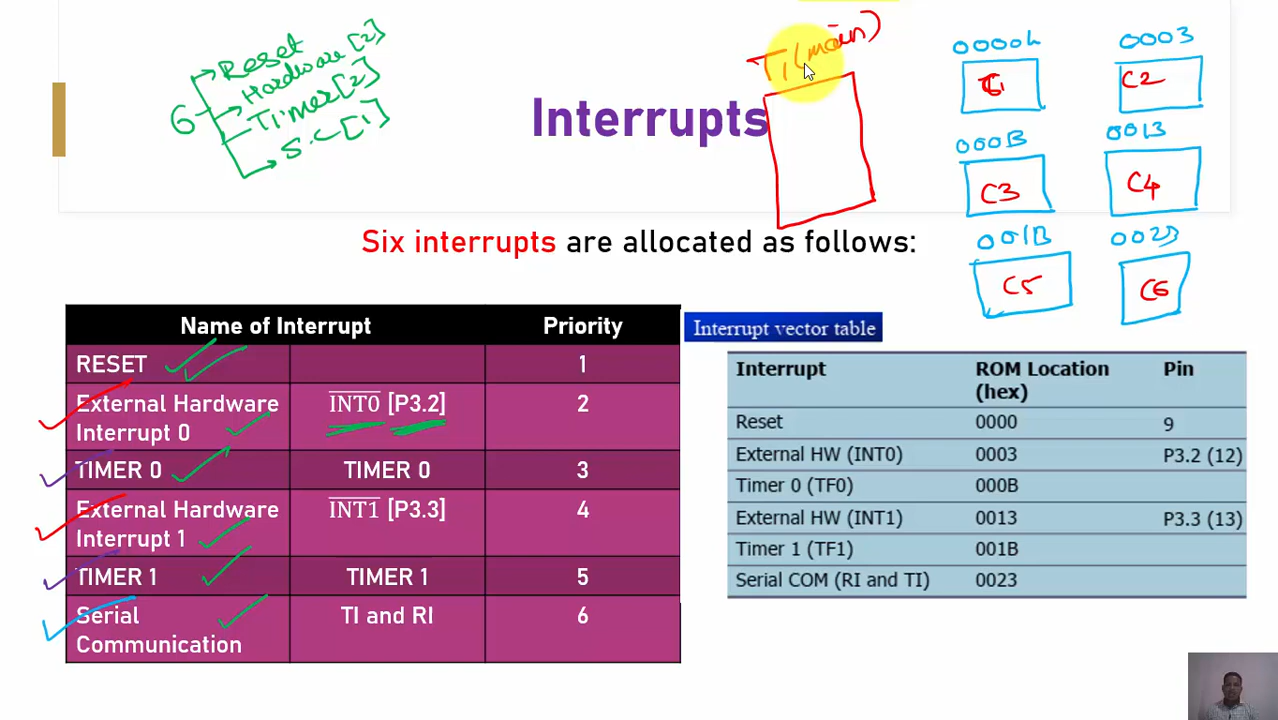 6
Reset
Hardware [2]
Timer [2]
S.C [1]
T1(main)
0000h 0003
C2
000B 0013
C3 C4
001B 0023
C5 C6
Interrupts
Six interrupts are allocated as follows:
Name of Interrupt Priority
RESET 1
External Hardware Interrupt 0 INT0 [P3.2] 2
TIMER 0 TIMER 0 3
External Hardware Interrupt 1 INT1 [P3.3] 4
TIMER 1 TIMER 1 5
Serial Communication TI and RI 6
Interrupt vector table
Interrupt ROM Location (hex) Pin
Reset 0000 9
External HW (INT0) 0003 P3.2 (12)
Timer 0 (TF0) 000B
External HW (INT1) 0013 P3.3 (13)
Timer 1 (TF1) 001B
Serial COM (RI and TI) 0023